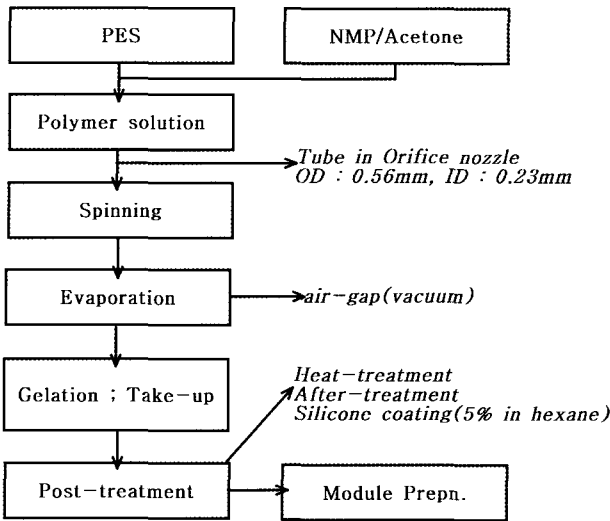 PES
NMP/Acetone
Polymer solution
Tube in Orifice nozzle
OD : 0.56mm, ID : 0.23mm
Spinning
Evaporation
air-gap(vacuum)
Gelation ; Take-up
Heat-treatment
After-treatment
Silicone coating(5% in hexane)
Post-treatment
Module Prepn.